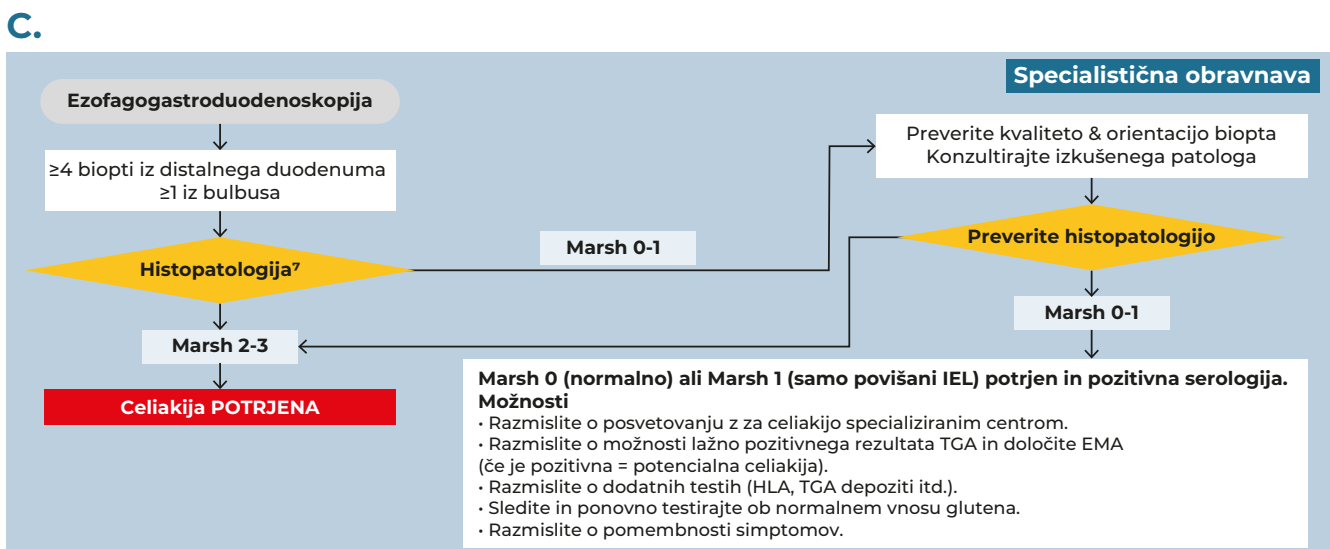 C.
Specialistična obravnava
Ezofagogastroduodenoskopija
≥4 biopti iz distalnega duodenuma
≥1 iz bulbusa
Histopatologija⁷
Marsh 0-1
Marsh 2-3
Celiakija POTRJENA
Preverite kvaliteto & orientacijo biopta
Konzultirajte izkušenega patologa
Preverite histopatologijo
Marsh 0-1
Marsh 0 (normalno) ali Marsh 1 (samo povišani IEL) potrjen in pozitivna serologija.
Možnosti
• Razmislite o posvetovanju z za celiakijo specializiranim centrom.
• Razmislite o možnosti lažno pozitivnega rezultata TGA in določite EMA
(če je pozitivna = potencialna celiakija).
• Razmislite o dodatnih testih (HLA, TGA depoziti itd.).
• Sledite in ponovno testirajte ob normalnem vnosu glutena.
• Razmislite o pomembnosti simptomov.